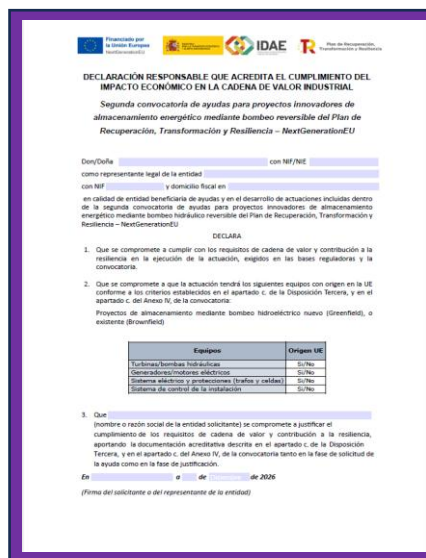 Financiado por
la Unión Europea
NextGenerationEU
IDAE
Plan de Recuperación,
Transformación y Resiliencia
DECLARACIÓN RESPONSABLE QUE ACREDITA EL CUMPLIMIENTO DEL
IMPACTO ECONÓMICO EN LA CADENA DE VALOR INDUSTRIAL
Segunda convocatoria de ayudas para proyectos innovadores de
almacenamiento energético mediante bombeo reversible del Plan de
Recuperación, Transformación y Resiliencia – NextGenerationEU
Don/Doña con NIF/NIE
como representante legal de la entidad
con NIF y domicilio fiscal en
en calidad de entidad beneficiaria de ayudas y en el desarrollo de actuaciones incluidas dentro
de la segunda convocatoria de ayudas para proyectos innovadores de almacenamiento
energético mediante bombeo hidráulico reversible del Plan de Recuperación, Transformación y
Resiliencia – NextGenerationEU
DECLARA
1. Que se compromete a cumplir con los requisitos de cadena de valor y contribución a la
resiliencia en la ejecución de la actuación, exigidos en las bases reguladoras y la
convocatoria.
2. Que se compromete a que la actuación tendrá los siguientes equipos con origen en la UE
conforme a los criterios establecidos en el apartado c. de la Disposición Tercera, y en el
apartado c. del Anexo IV, de la convocatoria:
Proyectos de almacenamiento mediante bombeo hidroeléctrico nuevo (Greenfield), o
existente (Brownfield)
Equipos Origen UE
Turbinas/bombas hidráulicas Si/No
Generadores/motores eléctricos Si/No
Sistema eléctrico y protecciones (trafos y celdas) Si/No
Sistema de control de la instalación Si/No
3. Que
(nombre o razón social de la entidad solicitante) se compromete a justificar el
cumplimiento de los requisitos de cadena de valor y contribución a la resiliencia,
aportando la documentación acreditativa descrita en el apartado c. de la Disposición
Tercera, y en el apartado c. del Anexo IV, de la convocatoria tanto en la fase de solicitud de
la ayuda como en la fase de justificación.
En a de de 2026
(Firma del solicitante o del representante de la entidad)